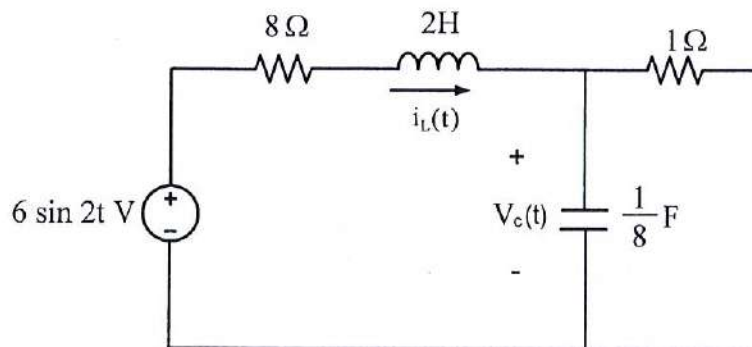 8 Ω
2H
1 Ω
i_L(t)
+
6 sin 2t V
+
-
V_c(t)
1/8 F
-